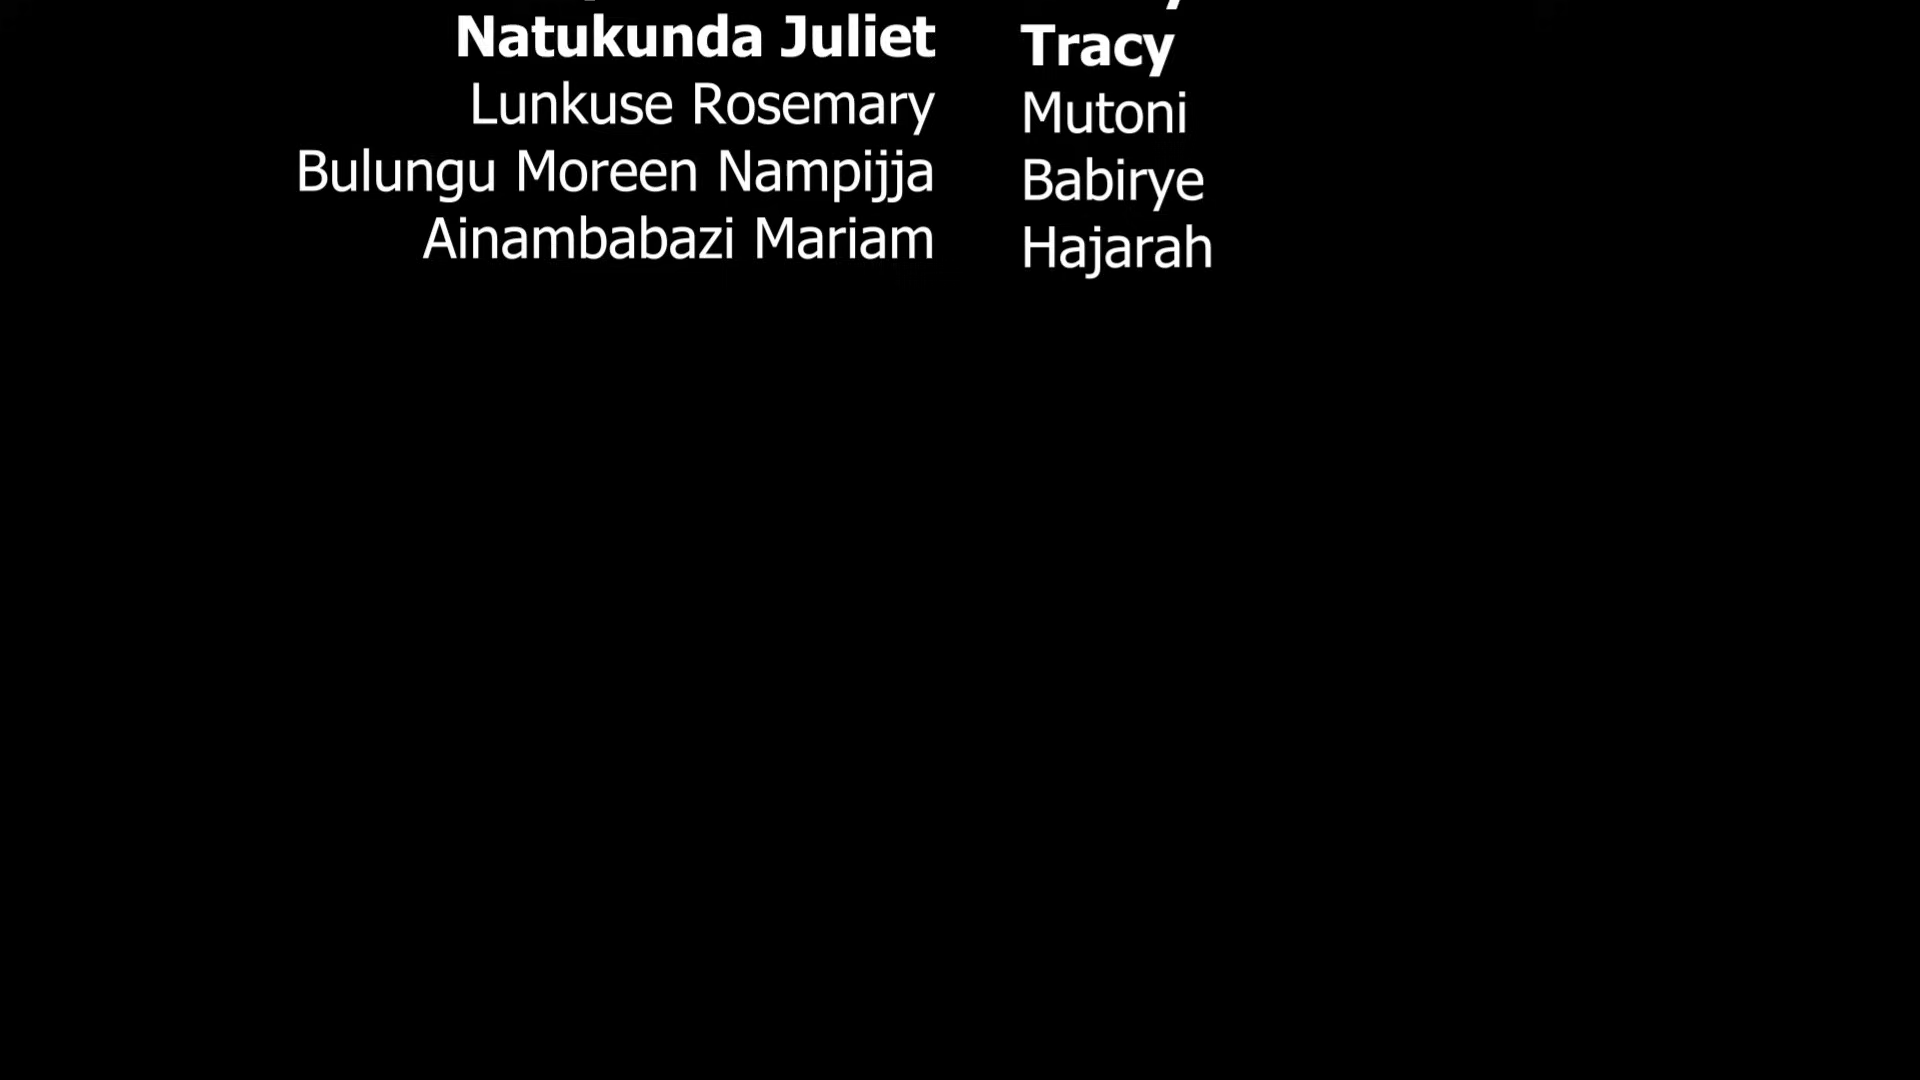 Natukunda Juliet Tracy
Lunkuse Rosemary Mutoni
Bulungu Moreen Nampijja Babirye
Ainambabazi Mariam Hajarah